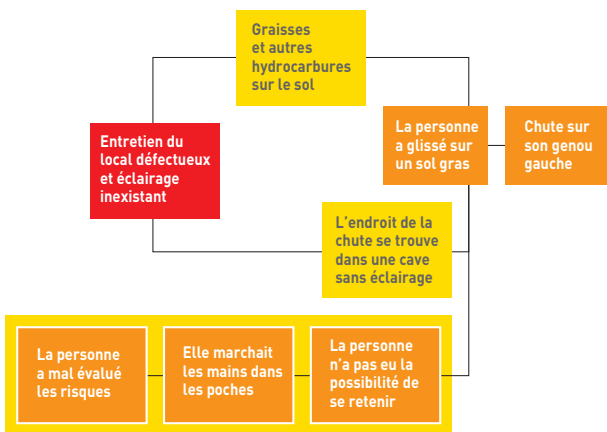 Graisses
et autres
hydrocarbures
sur le sol
Entretien du
local défectueux
et éclairage
inexistant
La personne
a glissé sur
un sol gras
Chute sur
son genou
gauche
L'endroit de la
chute se trouve
dans une cave
sans éclairage
La personne
a mal évalué
les risques
Elle marchait
les mains dans
les poches
La personne
n'a pas eu la
possibilité de
se retenir